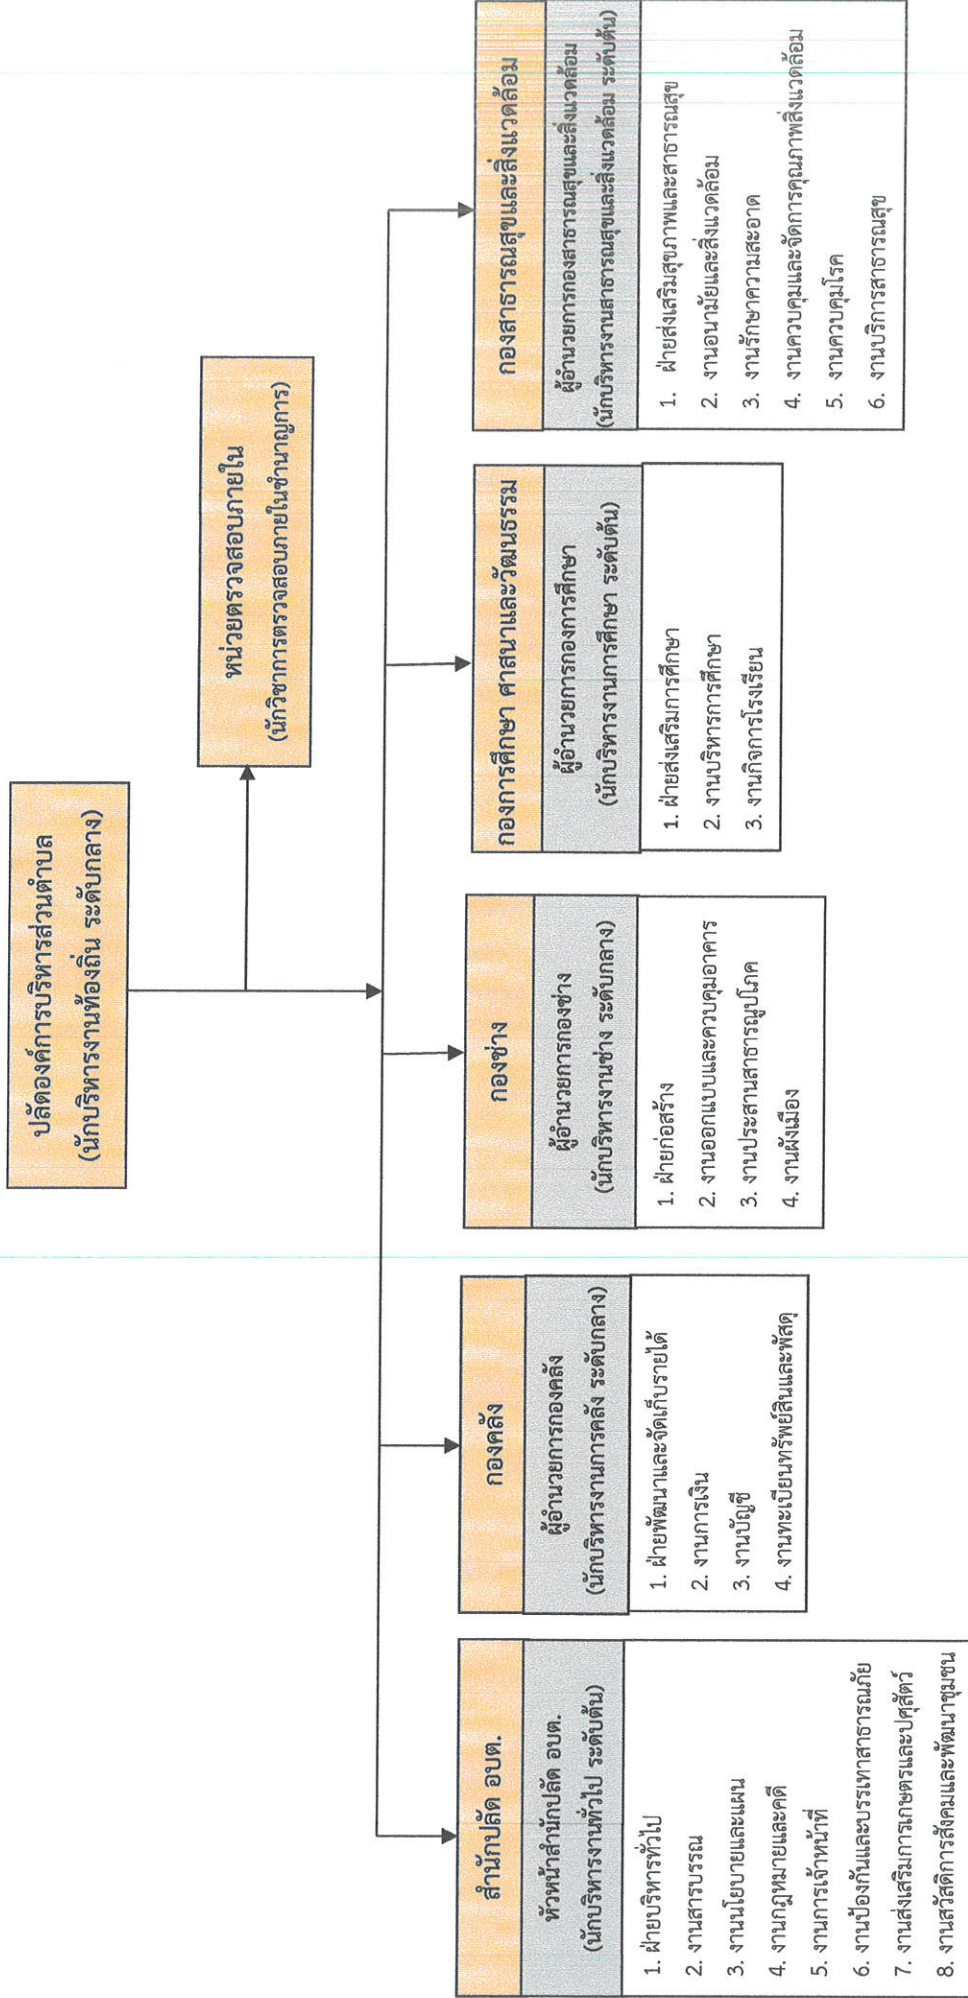 ปลัดองค์การบริหารส่วนตำบล
(นักบริหารงานท้องถิ่น ระดับกลาง)
หน่วยตรวจสอบภายใน
(นักวิชาการตรวจสอบภายในชำนาญการ)
สำนักปลัด อบต.
หัวหน้าสำนักปลัด อบต.
(นักบริหารงานทั่วไป ระดับต้น)
1. ฝ่ายบริหารทั่วไป
2. งานสารบรรณ
3. งานนโยบายและแผน
4. งานกฎหมายและคดี
5. งานการเจ้าหน้าที่
6. งานป้องกันและบรรเทาสาธารณภัย
7. งานส่งเสริมการเกษตรและปศุสัตว์
8. งานสวัสดิการสังคมและพัฒนาชุมชน
กองคลัง
ผู้อำนวยการกองคลัง
(นักบริหารงานการคลัง ระดับกลาง)
1. ฝ่ายพัฒนาและจัดเก็บรายได้
2. งานการเงิน
3. งานบัญชี
4. งานทะเบียนทรัพย์สินและพัสดุ
กองช่าง
ผู้อำนวยการกองช่าง
(นักบริหารงานช่าง ระดับกลาง)
1. ฝ่ายก่อสร้าง
2. งานออกแบบและควบคุมอาคาร
3. งานประสานสาธารณูปโภค
4. งานผังเมือง
กองการศึกษา ศาสนาและวัฒนธรรม
ผู้อำนวยการกองการศึกษา
(นักบริหารงานการศึกษา ระดับต้น)
1. ฝ่ายส่งเสริมการศึกษา
2. งานบริหารการศึกษา
3. งานกิจการโรงเรียน
กองสาธารณสุขและสิ่งแวดล้อม
ผู้อำนวยการกองสาธารณสุขและสิ่งแวดล้อม
(นักบริหารงานสาธารณสุขและสิ่งแวดล้อม ระดับต้น)
1. ฝ่ายส่งเสริมสุขภาพและสาธารณสุข
2. งานอนามัยและสิ่งแวดล้อม
3. งานรักษาความสะอาด
4. งานควบคุมและจัดการคุณภาพสิ่งแวดล้อม
5. งานควบคุมโรค
6. งานบริการสาธารณสุข